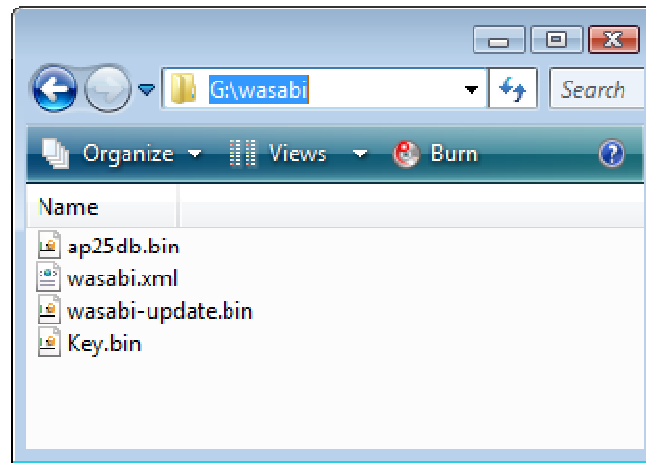 G:\wasabi
Search
Organize Views Burn
Name
ap25db.bin
wasabi.xml
wasabi-update.bin
Key.bin